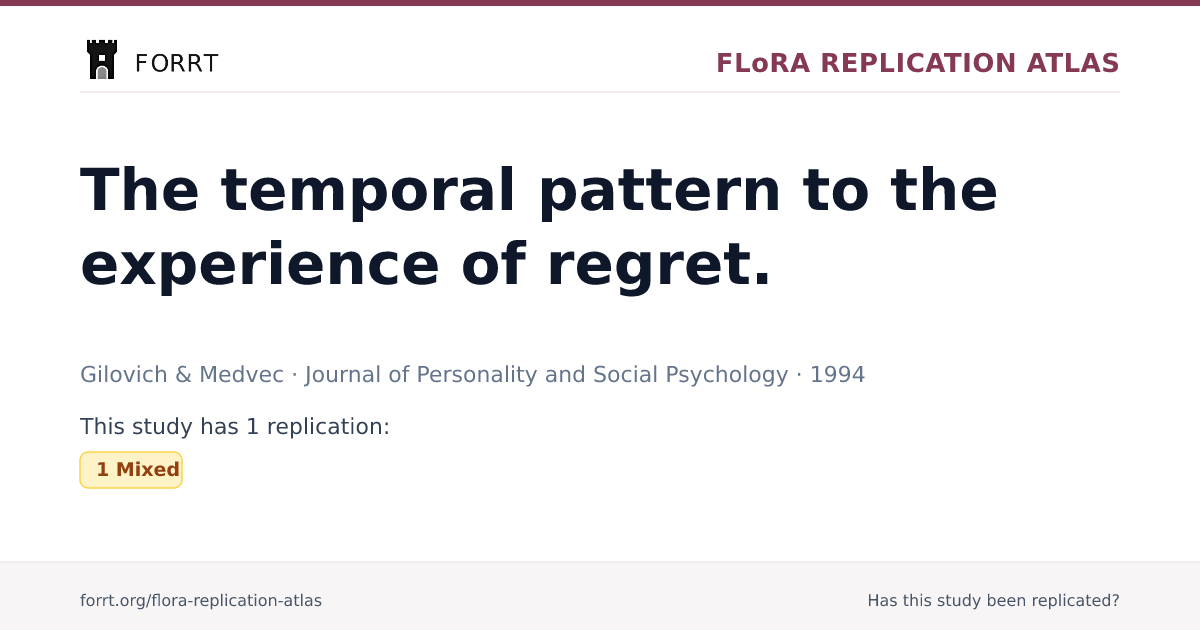 FORRT
FLoRA REPLICATION ATLAS
The temporal pattern to the
experience of regret.
Gilovich & Medvec · Journal of Personality and Social Psychology · 1994
This study has 1 replication:
1 Mixed
forrt.org/flora-replication-atlas
Has this study been replicated?